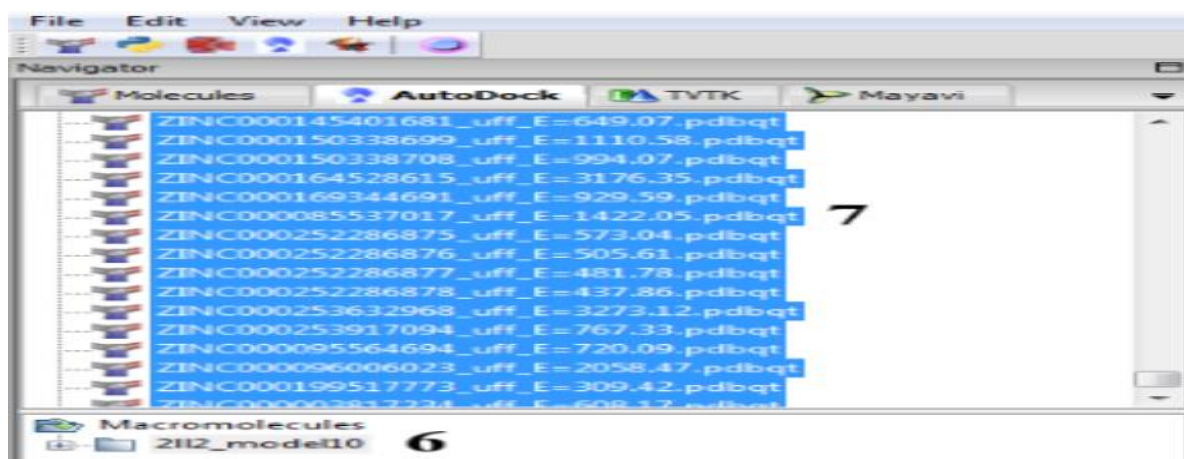 File Edit View Help
Navigator
Molecules AutoDock TVTK Mayavi
ZINC000145401681_uff_E=649.07.pdbqt
ZINC000150338699_uff_E=1110.58.pdbqt
ZINC000150338708_uff_E=994.07.pdbqt
ZINC000164528615_uff_E=3176.35.pdbqt
ZINC000169344691_uff_E=929.59.pdbqt
ZINC000085537017_uff_E=1422.05.pdbqt 7
ZINC000252286875_uff_E=573.04.pdbqt
ZINC000252286876_uff_E=505.61.pdbqt
ZINC000252286877_uff_E=481.78.pdbqt
ZINC000252286878_uff_E=437.86.pdbqt
ZINC000253632968_uff_E=3273.12.pdbqt
ZINC000253917094_uff_E=767.33.pdbqt
ZINC000095564694_uff_E=720.09.pdbqt
ZINC000096006023_uff_E=2058.47.pdbqt
ZINC000199517773_uff_E=309.42.pdbqt
Macromolecules
2II2_model10 6